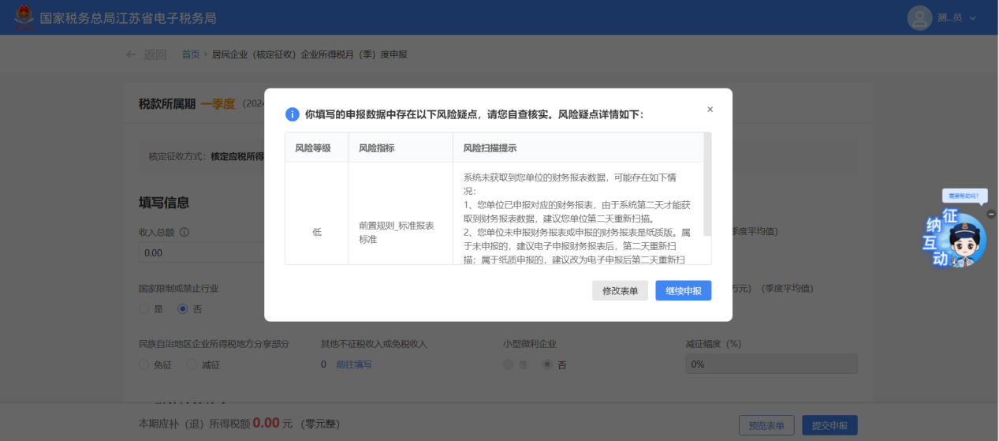 国家税务总局江苏省电子税务局
测...员
返回 首页 > 居民企业（核定征收）企业所得税月（季）度申报
税款所属期 一季度 (202
核定征收方式：核定应税所得
填写信息
收入总额
季度平均值)
0.00
国家限制或禁止行业
万元) (季度平均值)
是 否
民族自治地区企业所得税地方分享部分 其他不征税收入或免税收入 小型微利企业 减征幅度（%）
免征 减征 0 前往填写 是 否 0%
本期应补（退）所得税额 0.00 元 （零元整）
预览表单 提交申报
你填写的申报数据中存在以下风险疑点，请您自查核实。风险疑点详情如下：
×
风险等级 风险指标 风险扫描提示
低
前置规则_标准报表
标准
系统未获取到您单位的财务报表数据，可能存在如下情
况：
1、您单位已申报对应的财务报表，由于系统第二天才能获
取到财务报表数据，建议您单位第二天重新扫描。
2、您单位未申报财务报表或申报的财务报表是纸质版。属
于未申报的，建议电子申报财务报表后，第二天重新扫
描；属于纸质申报的，建议改为电子申报后第二天重新扫
修改表单 继续申报
需要帮助吗?
征纳互动